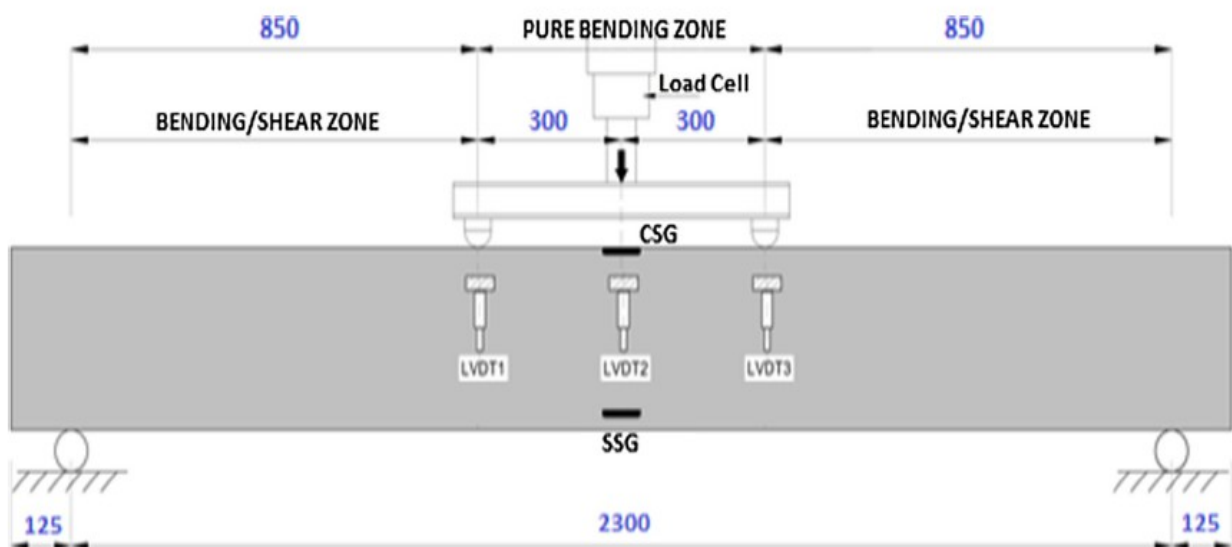 850 PURE BENDING ZONE 850
Load Cell
BENDING/SHEAR ZONE 300 300 BENDING/SHEAR ZONE
CSG
LVDT1 LVDT2 LVDT3
SSG
125 2300 125